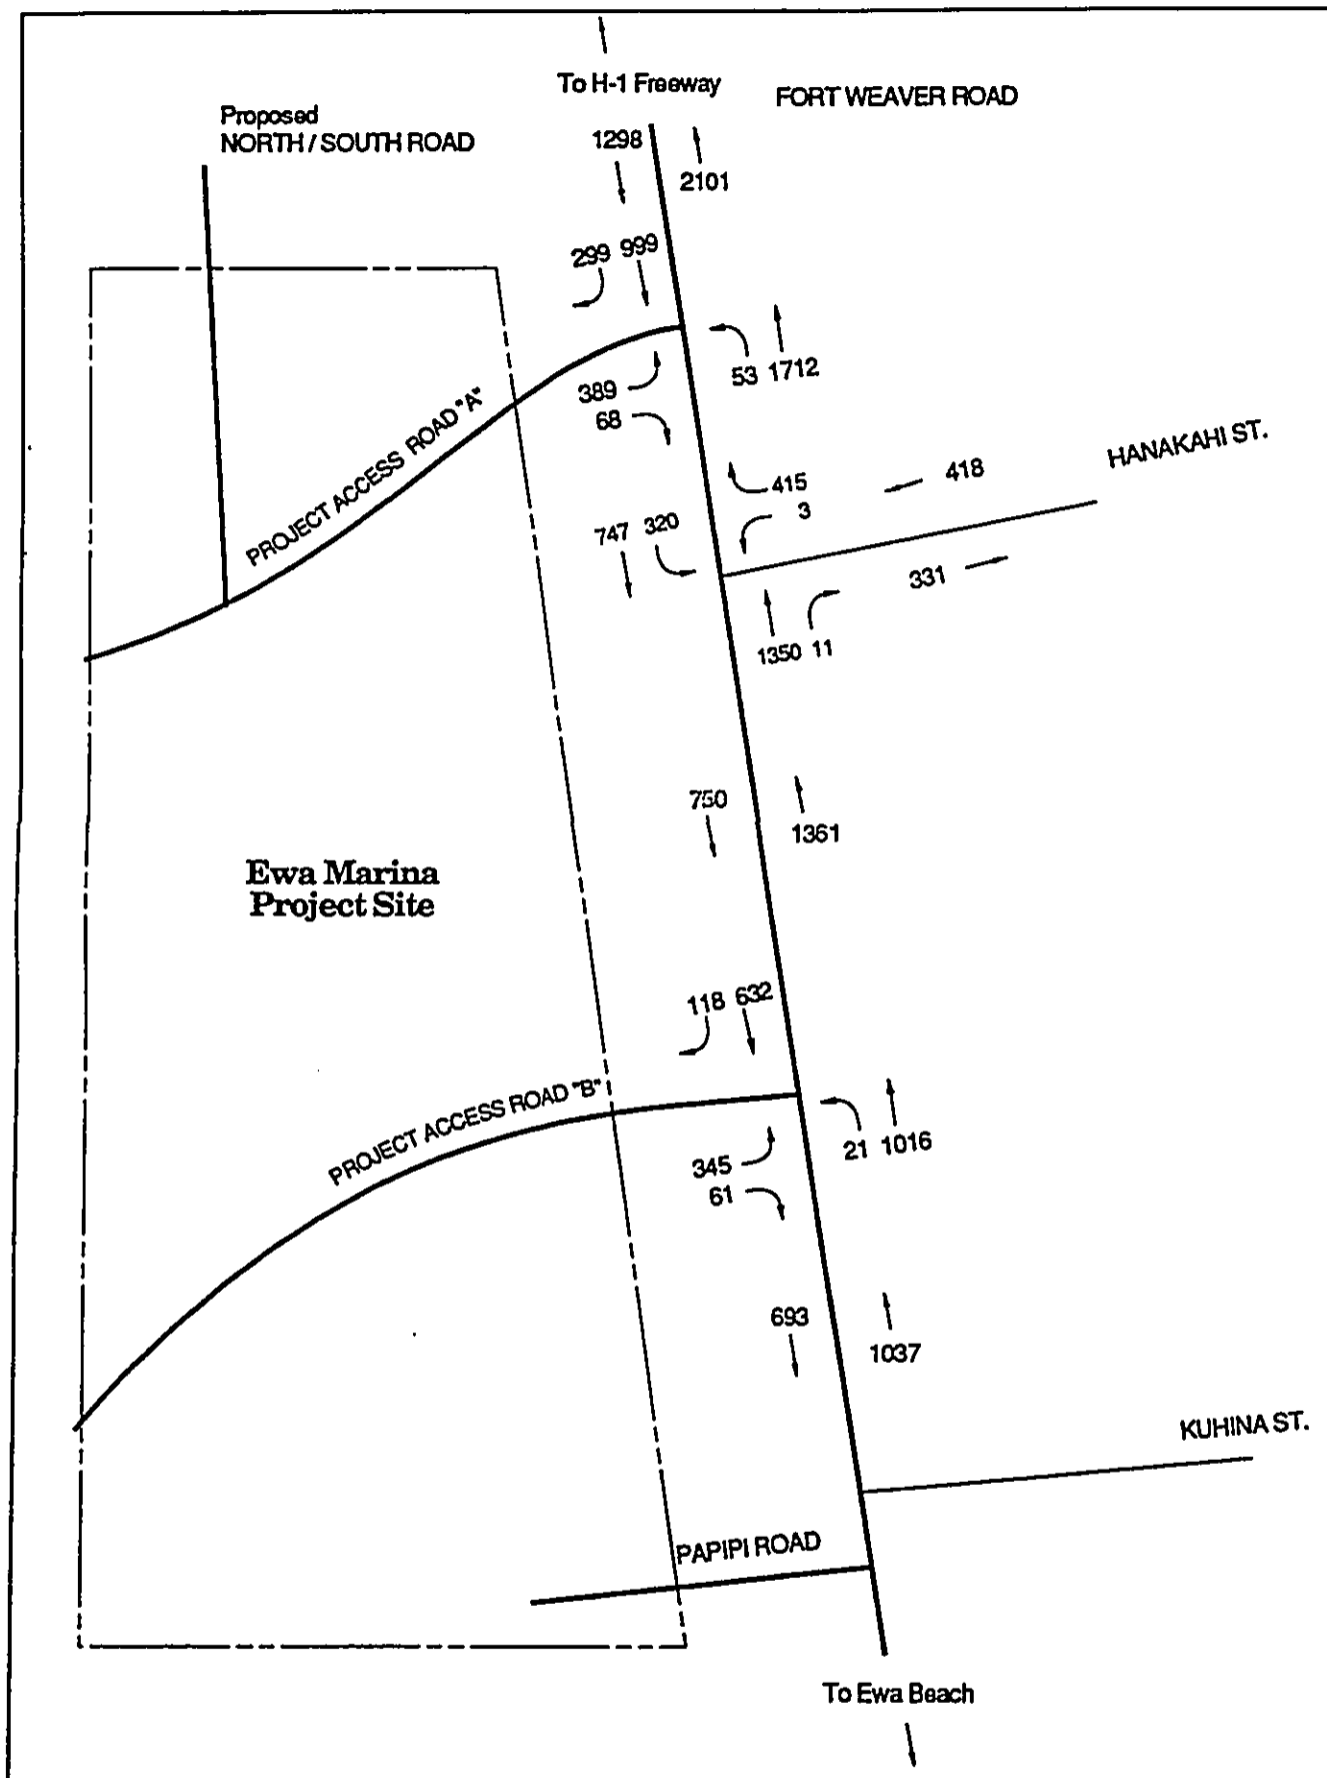 To H-1 Freeway
FORT WEAVER ROAD
Proposed
NORTH / SOUTH ROAD
1298
2101
299 999
53 1712
389
68
PROJECT ACCESS ROAD "A"
HANAKAHI ST.
415
418
3
747 320
331
1350 11
750
1361
Ewa Marina
Project Site
118 632
PROJECT ACCESS ROAD "B"
21 1016
345
61
693
1037
KUHINA ST.
PAPIPI ROAD
To Ewa Beach